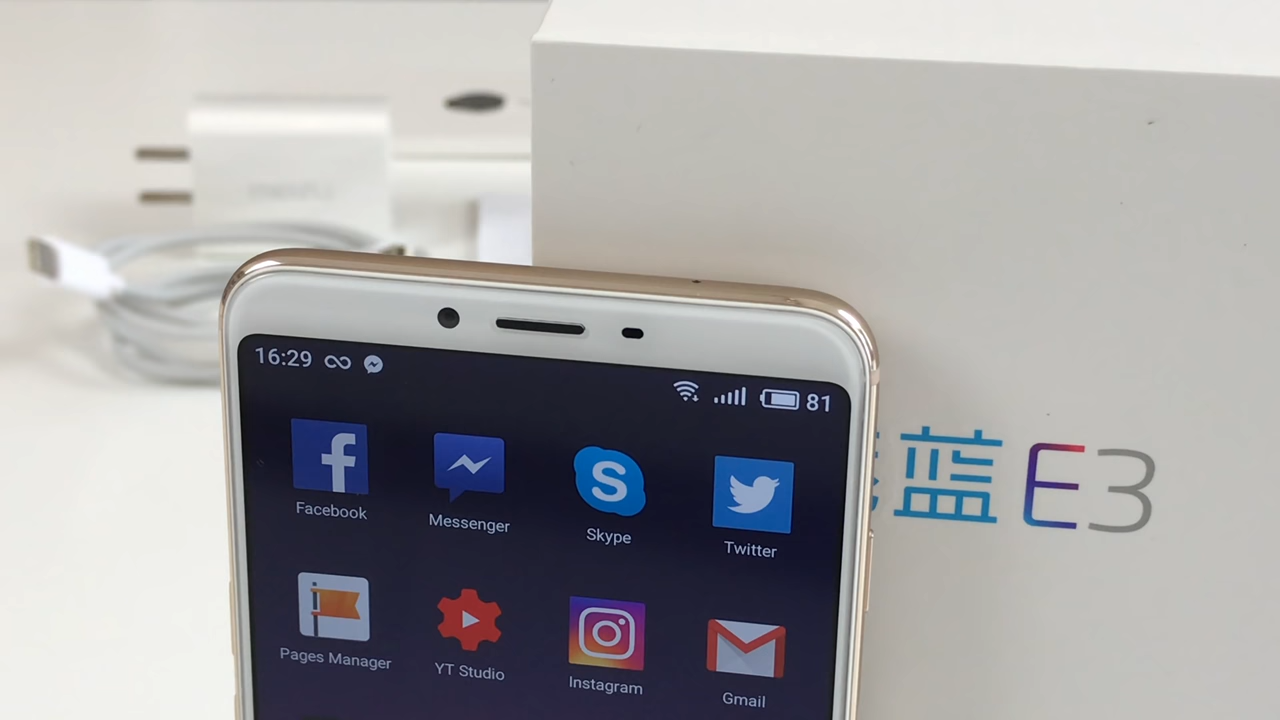 16:29
81
Facebook
Messenger
Skype
Twitter
Pages Manager
YT Studio
Instagram
Gmail
蓝 E3